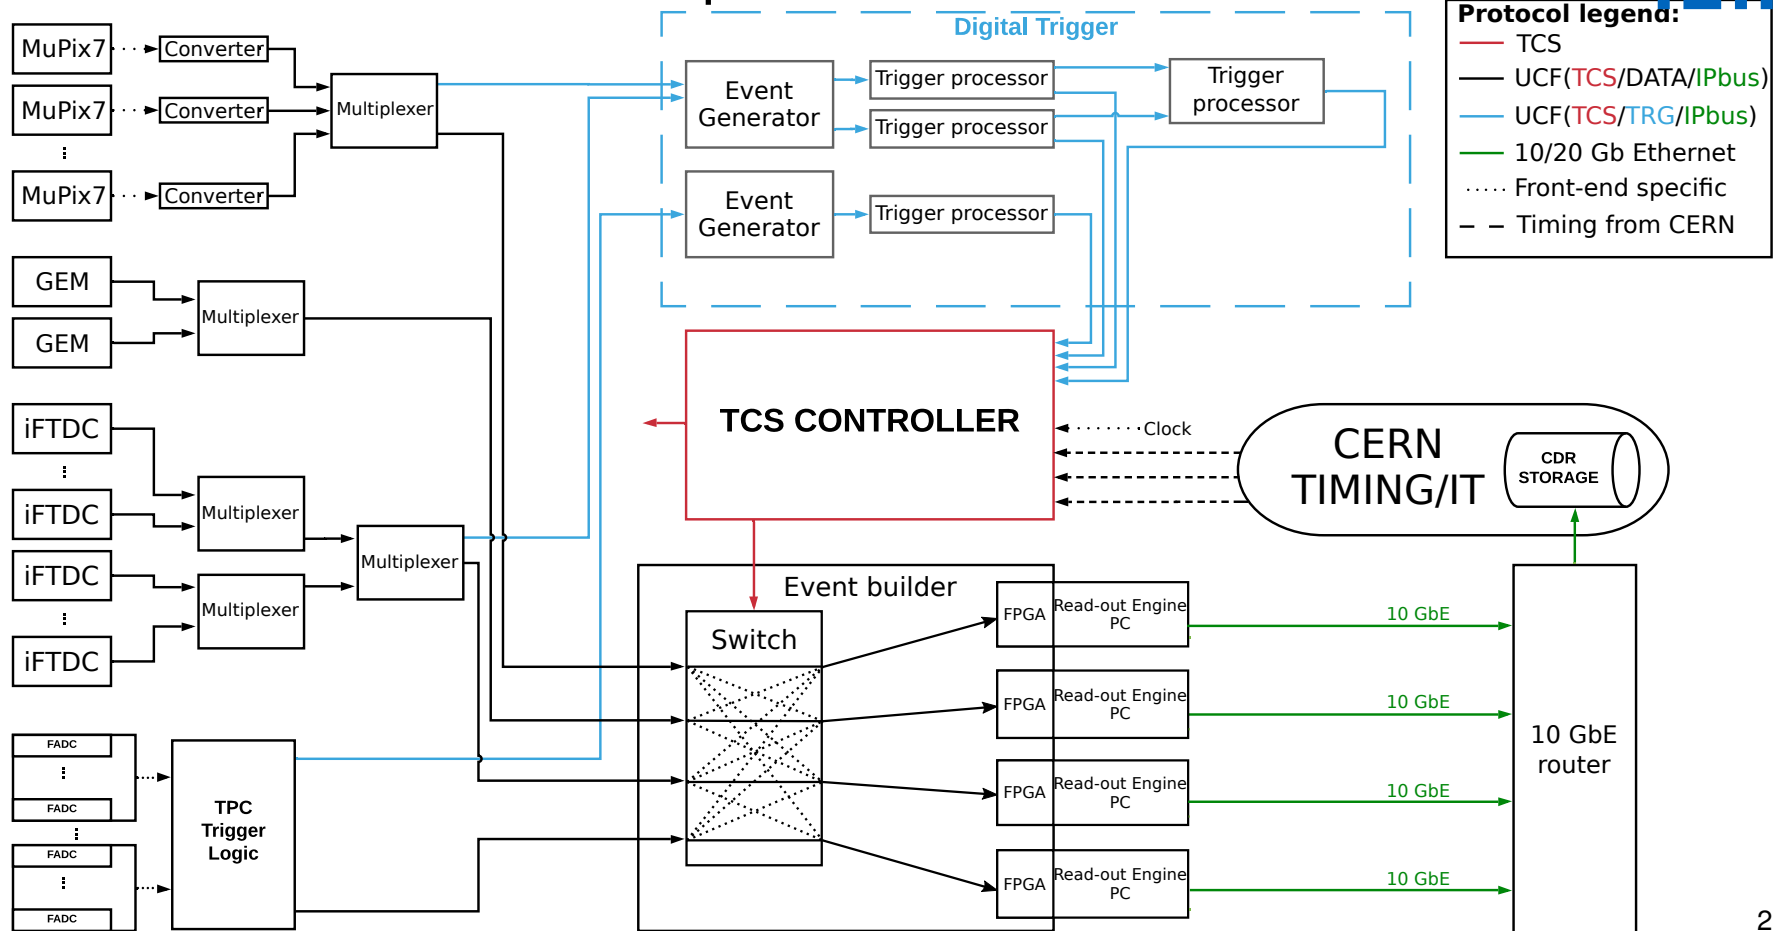 Digital Trigger
Protocol legend:
TCS
UCF(TCS/DATA/IPbus)
UCF(TCS/TRG/IPbus)
10/20 Gb Ethernet
Front-end specific
Timing from CERN
MuPix7
Converter
MuPix7
Converter
MuPix7
Converter
Multiplexer
Event
Generator
Trigger processor
Trigger processor
Trigger
processor
Event
Generator
Trigger processor
GEM
GEM
Multiplexer
iFTDC
iFTDC
iFTDC
iFTDC
Multiplexer
Multiplexer
Multiplexer
TCS CONTROLLER
Clock
CERN
TIMING/IT
CDR
STORAGE
FADC
FADC
FADC
FADC
TPC
Trigger
Logic
Event builder
Switch
FPGA
Read-out Engine
PC
10 GbE
FPGA
Read-out Engine
PC
10 GbE
FPGA
Read-out Engine
PC
10 GbE
FPGA
Read-out Engine
PC
10 GbE
10 GbE
router
2